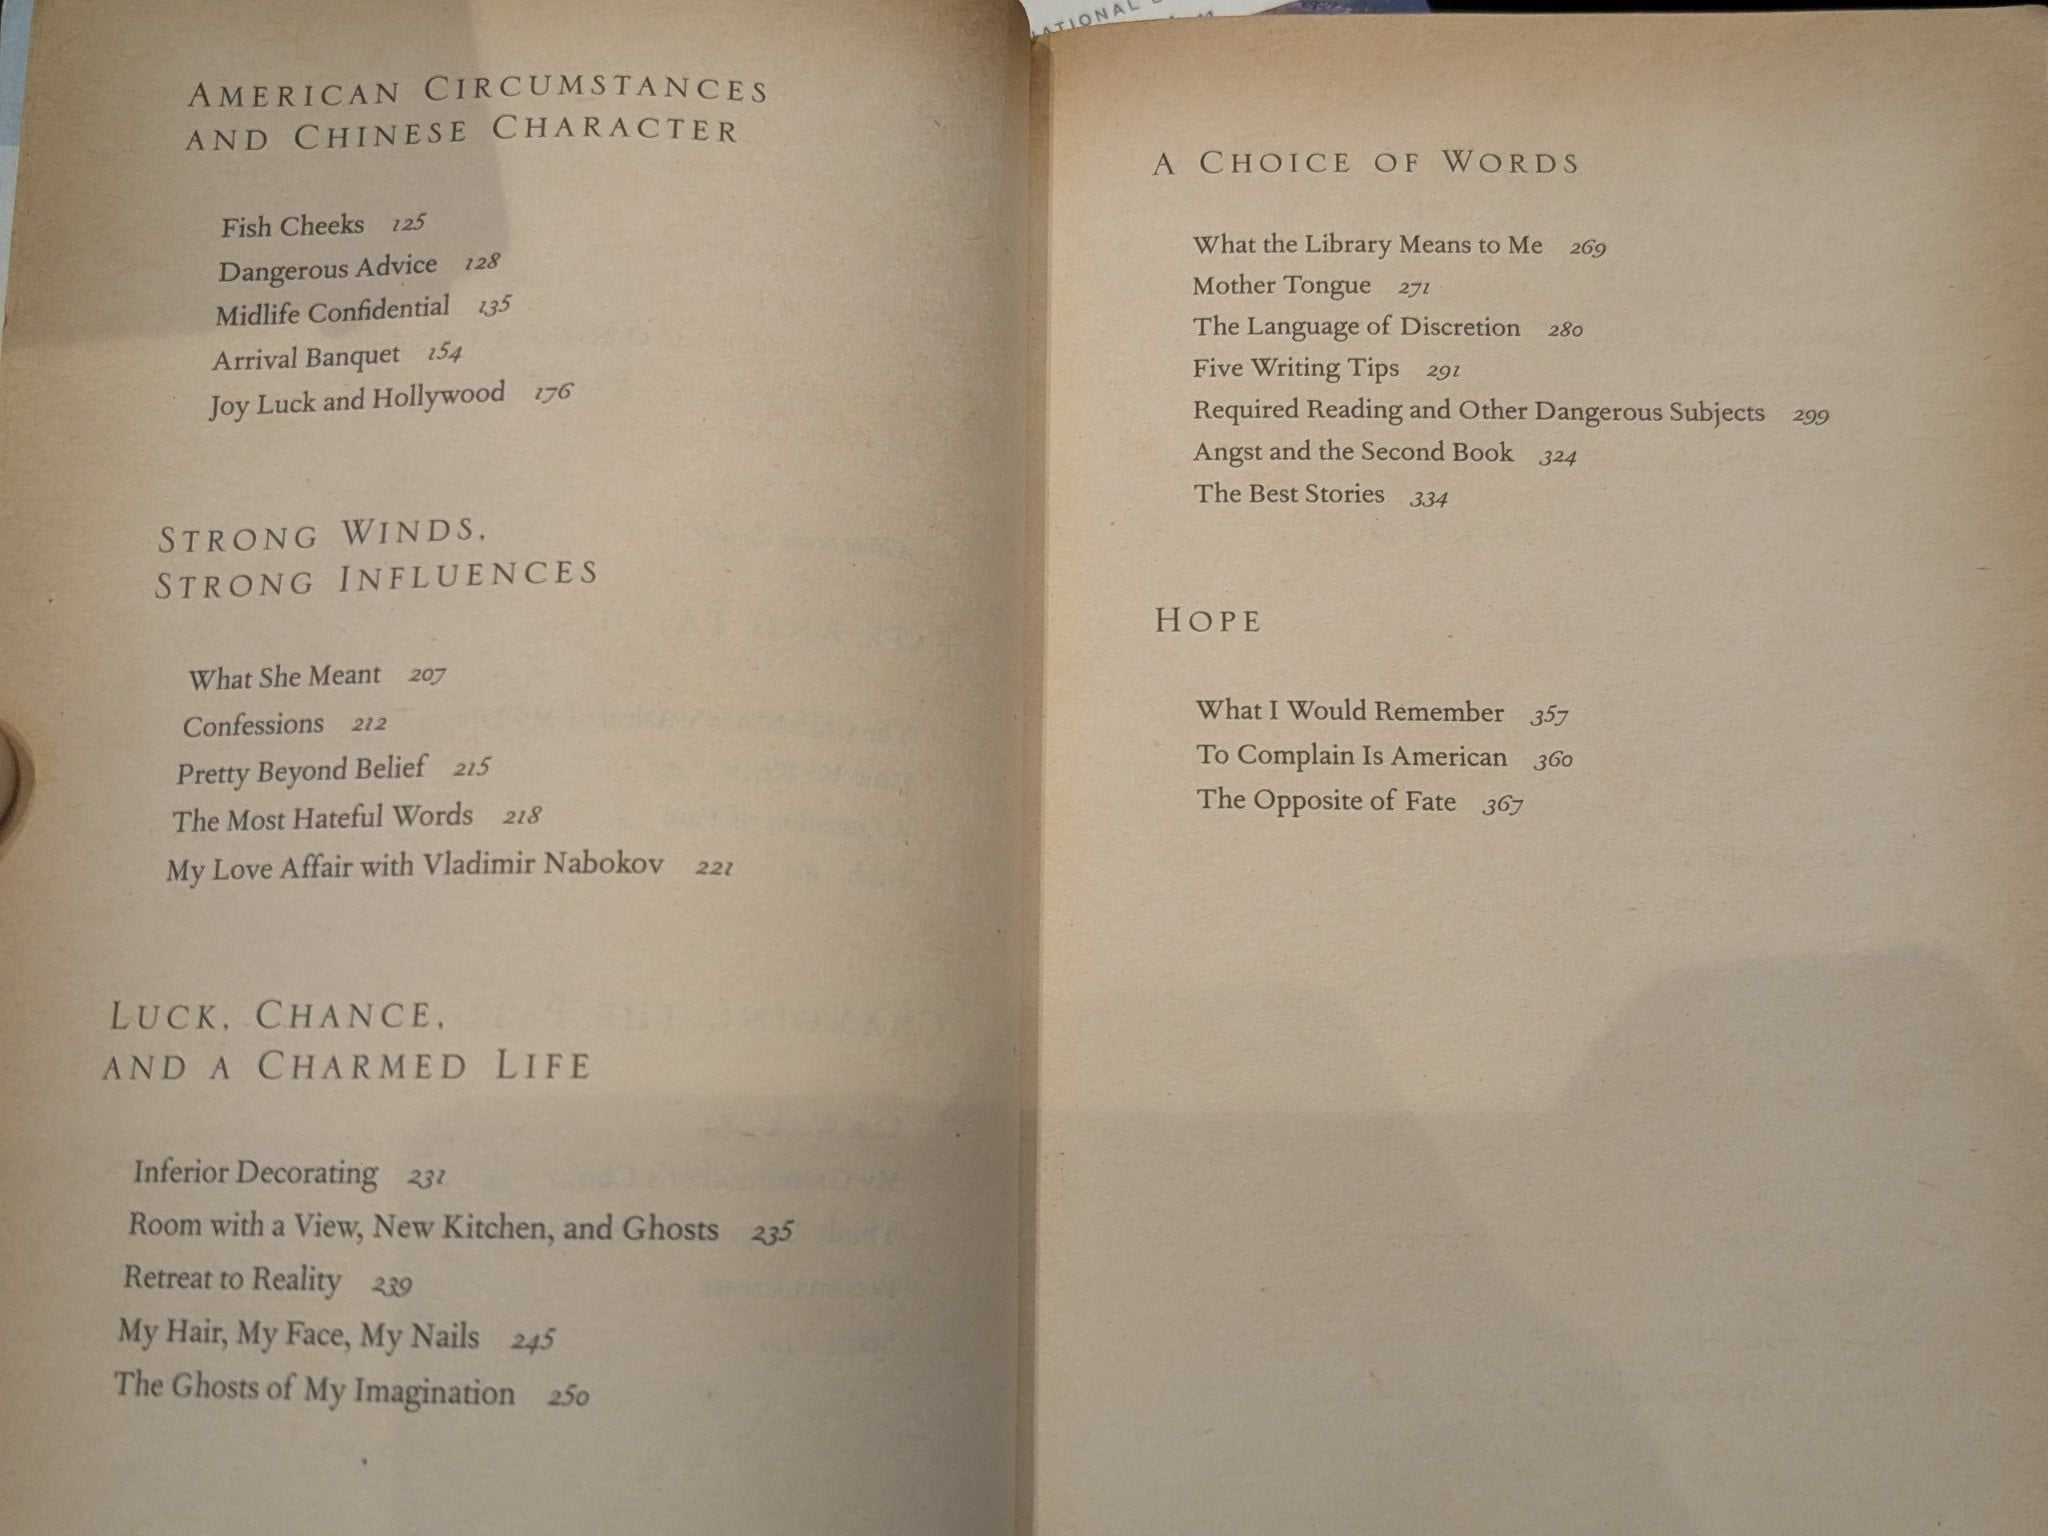 AMERICAN CIRCUMSTANCES
AND CHINESE CHARACTER
Fish Cheeks 125
Dangerous Advice 128
Midlife Confidential 135
Arrival Banquet 154
Joy Luck and Hollywood 176
STRONG WINDS,
STRONG INFLUENCES
What She Meant 207
Confessions 212
Pretty Beyond Belief 215
The Most Hateful Words 218
My Love Affair with Vladimir Nabokov 221
LUCK, CHANCE,
AND A CHARMED LIFE
Inferior Decorating 231
Room with a View, New Kitchen, and Ghosts 235
Retreat to Reality 239
My Hair, My Face, My Nails 245
The Ghosts of My Imagination 250
A CHOICE OF WORDS
What the Library Means to Me 269
Mother Tongue 271
The Language of Discretion 280
Five Writing Tips 291
Required Reading and Other Dangerous Subjects 299
Angst and the Second Book 324
The Best Stories 334
HOPE
What I Would Remember 357
To Complain Is American 360
The Opposite of Fate 367